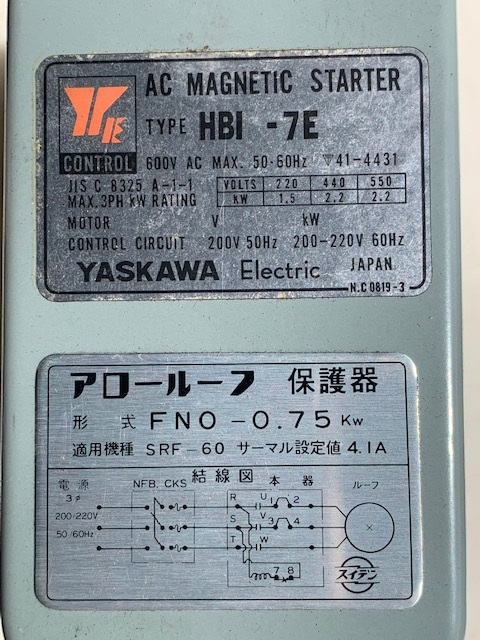 AC MAGNETIC STARTER
TYPE HBI -7E
CONTROL
600V AC MAX. 50·60Hz ▽41-4431
JIS C 8325 A-1-1
MAX. 3PH kW RATING
VOLTS 220 440 550
kW 1.5 2.2 2.2
MOTOR V kW
CONTROL CIRCUIT 200V 50Hz 200-220V 60Hz
YASKAWA Electric JAPAN
N.C 0819-3
アロールーフ 保護器
形式 FNO-0.75 Kw
適用機種 SRF-60 サーマル設定値 4.1A
結線図
電源 NFB. CKS 本器 ルーフ
3φ
200/220V
50/60Hz
R U 1 2
S V 3 4
T W
7 8
スイデン